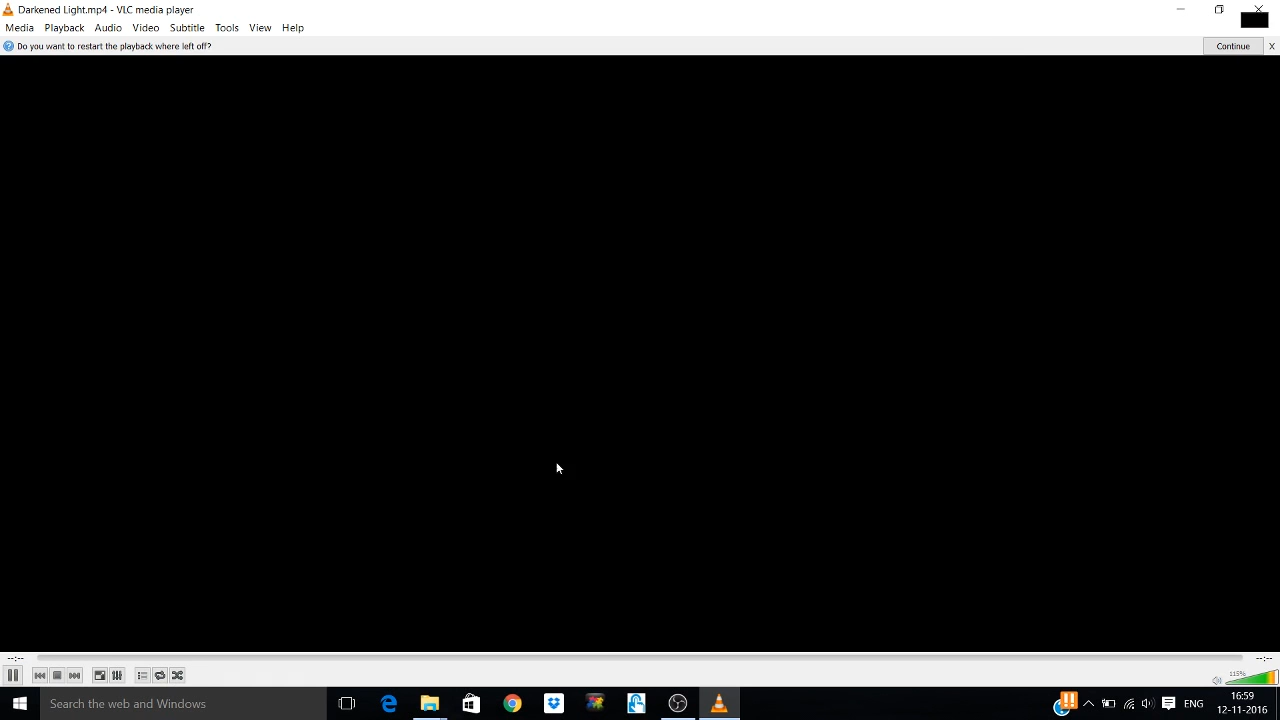 Darkened Light.mp4 - VLC media player
Media Playback Audio Video Subtitle Tools View Help
Do you want to restart the playback where left off? Continue X
--:-- --:--
115%
Search the web and Windows ENG 16:59
12-11-2016